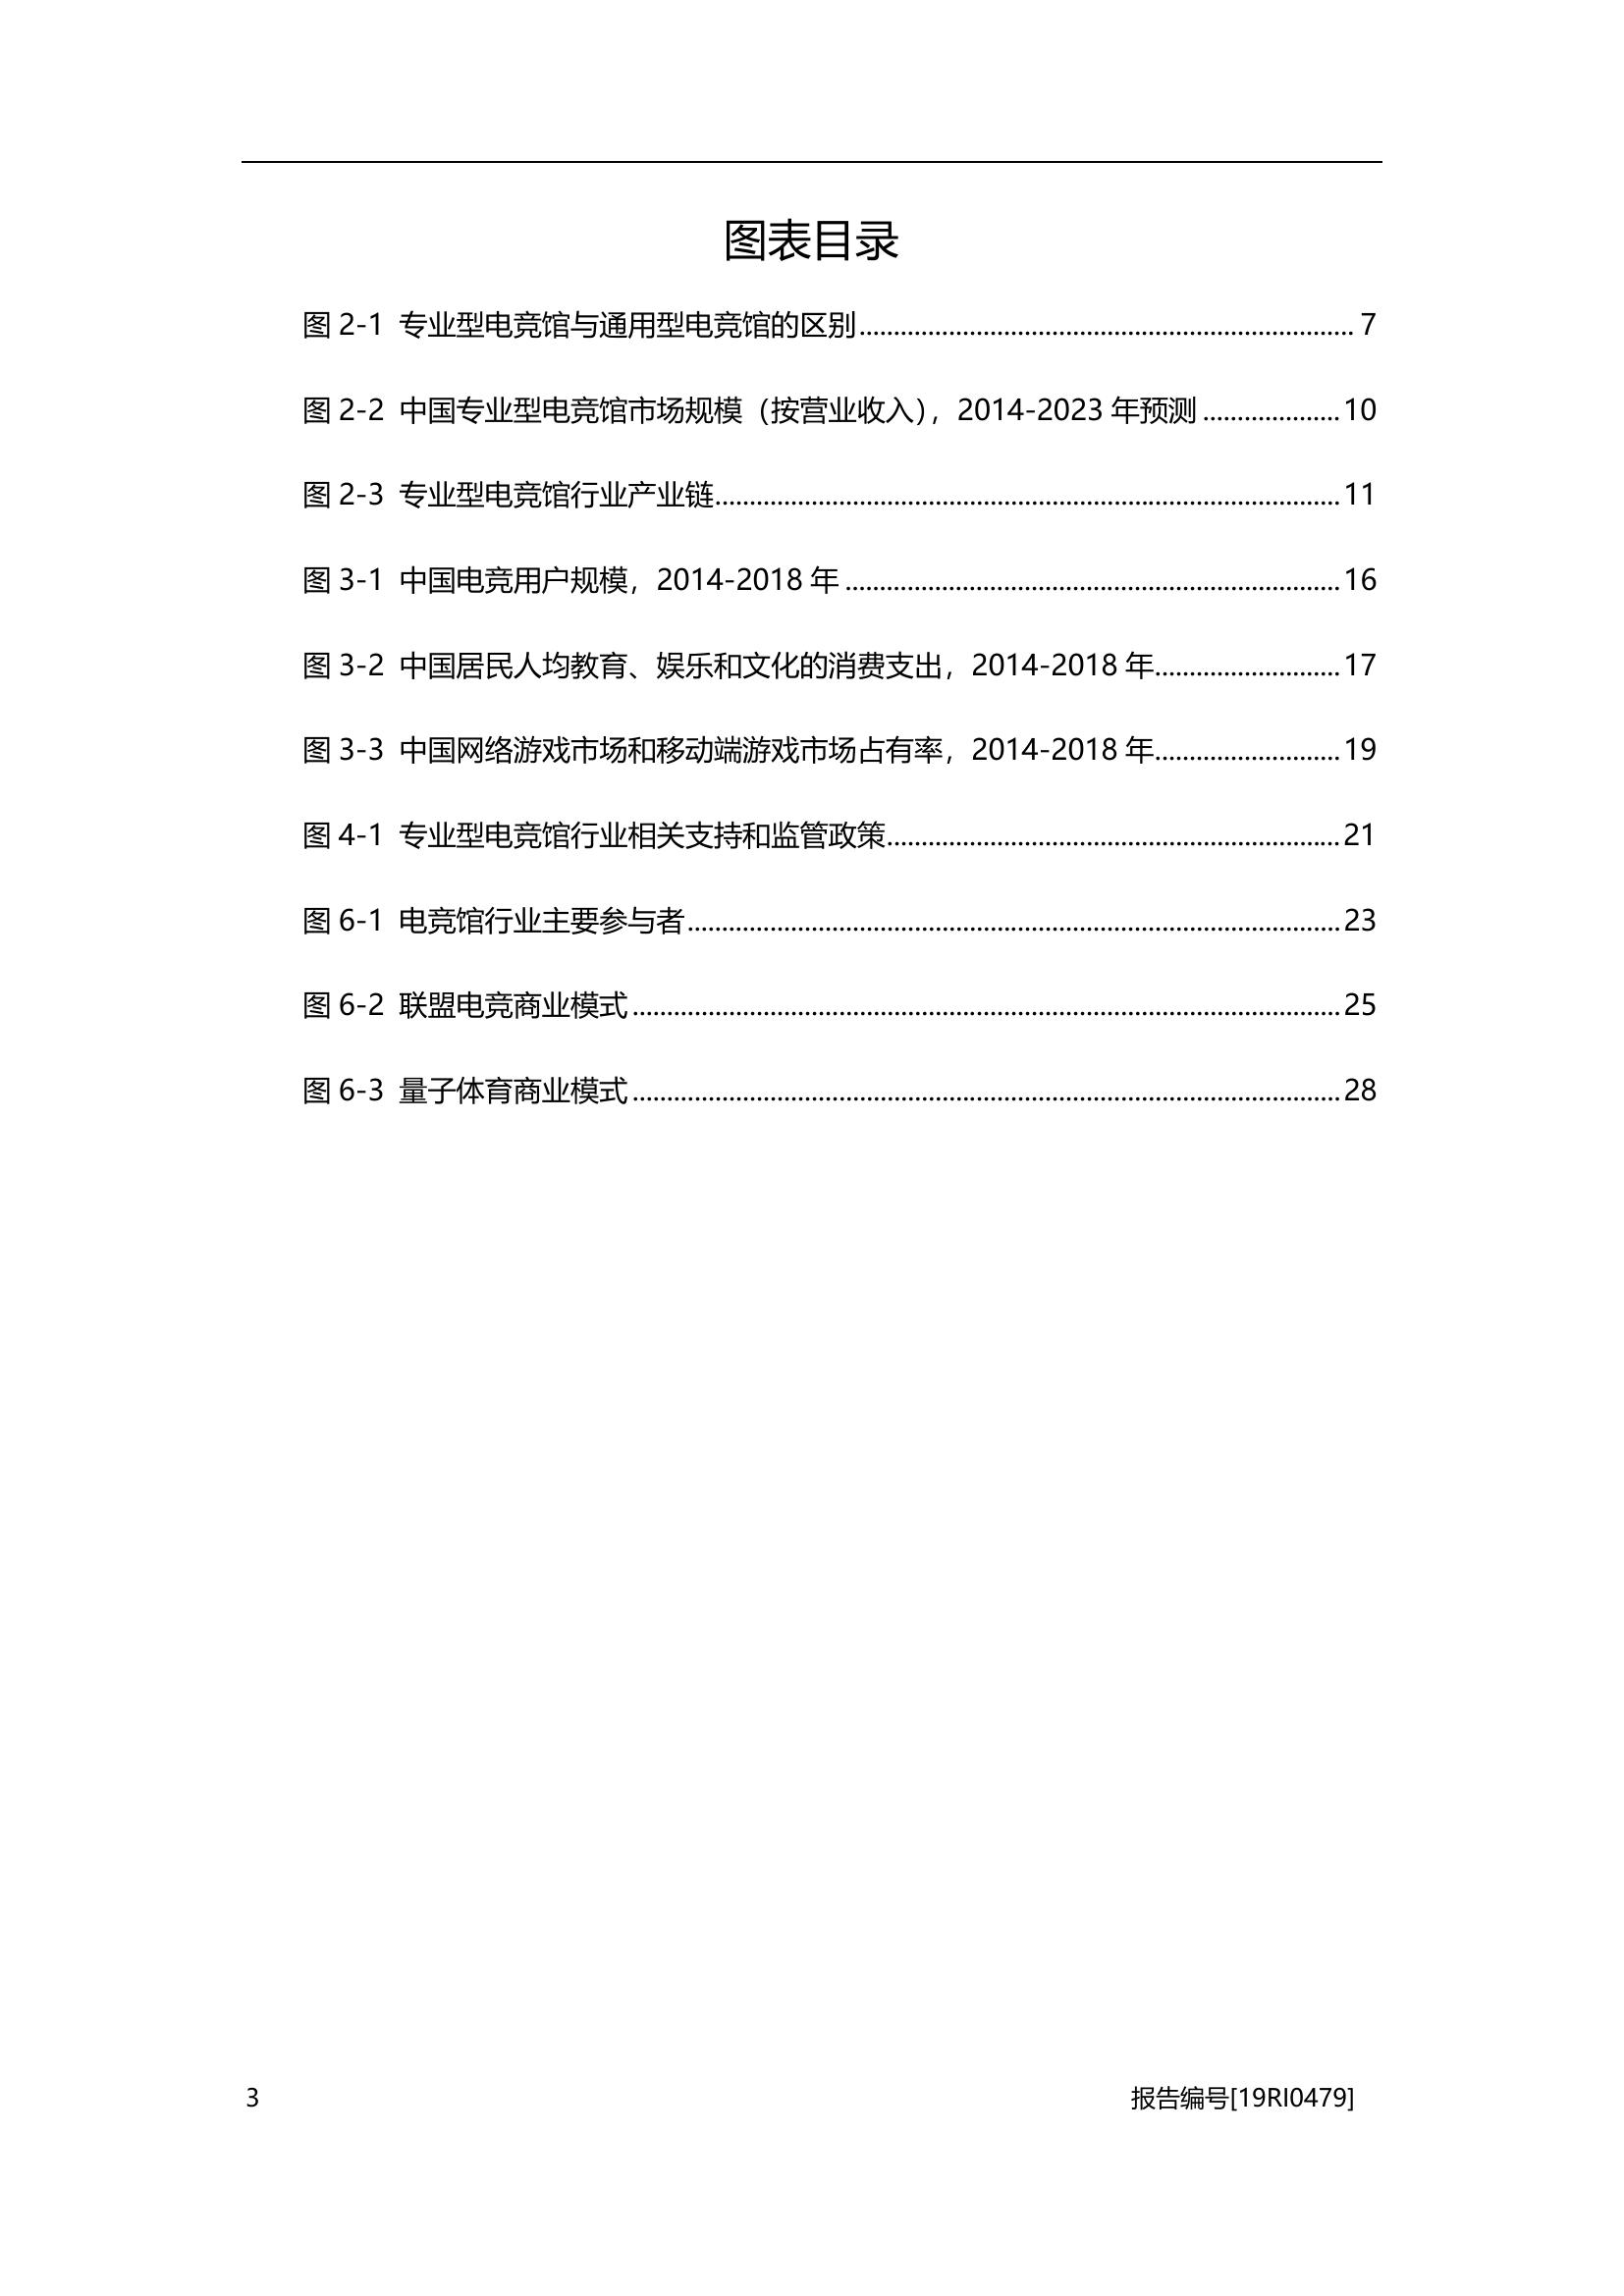 图表目录
图 2-1 专业型电竞馆与通用型电竞馆的区别........................................................................ 7
图 2-2 中国专业型电竞馆市场规模（按营业收入），2014-2023 年预测 .................... 10
图 2-3 专业型电竞馆行业产业链........................................................................................... 11
图 3-1 中国电竞用户规模，2014-2018 年 ........................................................................ 16
图 3-2 中国居民人均教育、娱乐和文化的消费支出，2014-2018 年........................... 17
图 3-3 中国网络游戏市场和移动端游戏市场占有率，2014-2018 年........................... 19
图 4-1 专业型电竞馆行业相关支持和监管政策.................................................................. 21
图 6-1 电竞馆行业主要参与者 ............................................................................................... 23
图 6-2 联盟电竞商业模式 ....................................................................................................... 25
图 6-3 量子体育商业模式 ....................................................................................................... 28
3 报告编号[19RI0479]